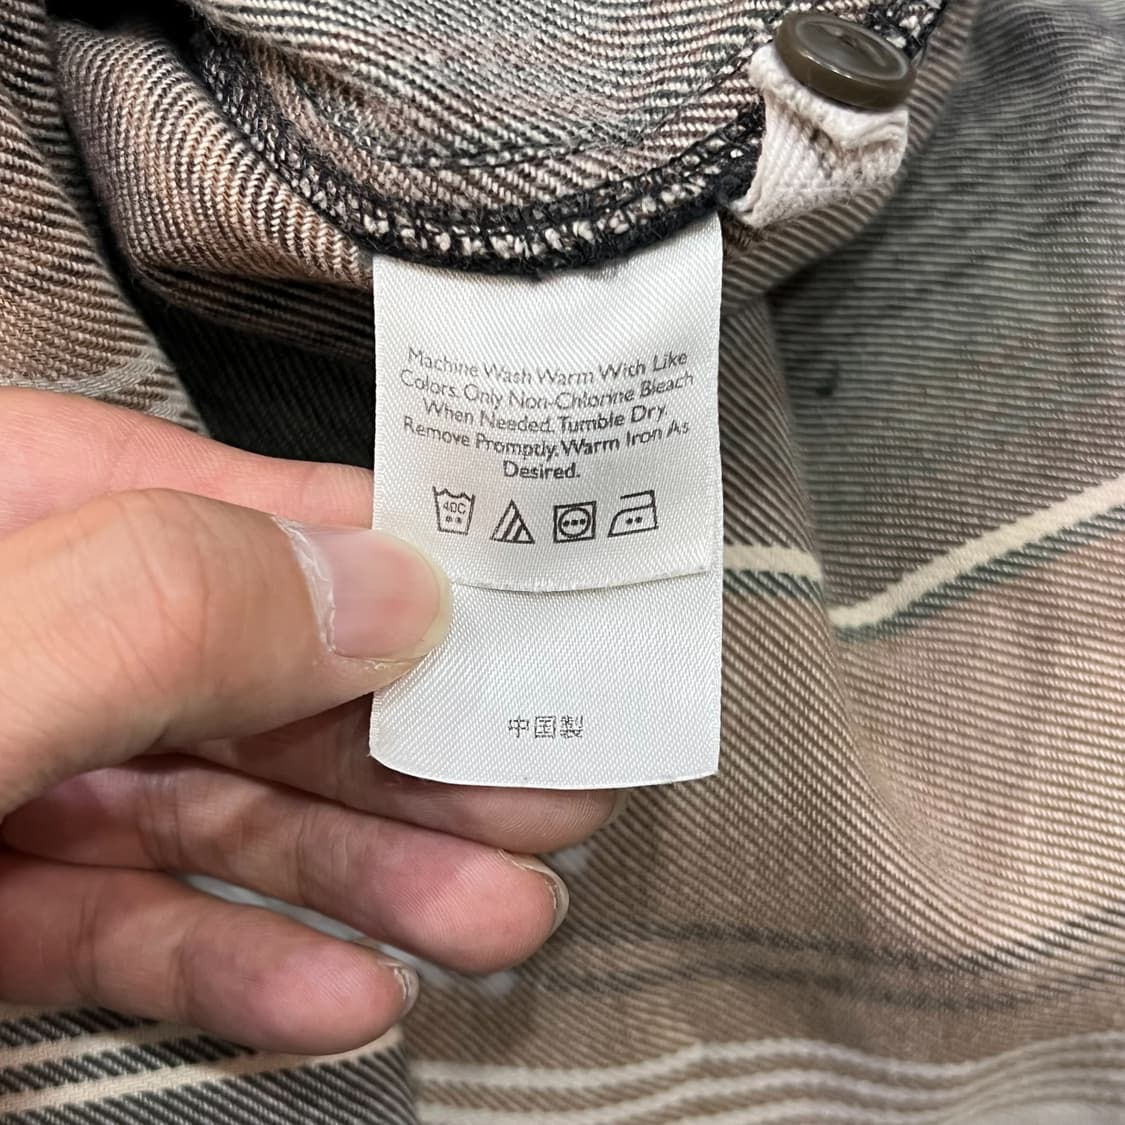 Machine Wash Warm With Like
Colors. Only Non-Chlorine Bleach
When Needed. Tumble Dry.
Remove Promptly. Warm Iron As
Desired.
40C
中国製